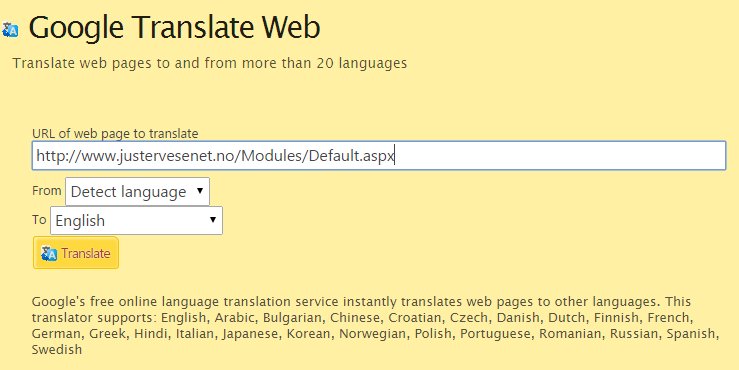 Google Translate Web
Translate web pages to and from more than 20 languages
URL of web page to translate
http://www.justervesenet.no/Modules/Default.aspx
From Detect language
To English
Translate
Google's free online language translation service instantly translates web pages to other languages. This
translator supports: English, Arabic, Bulgarian, Chinese, Croatian, Czech, Danish, Dutch, Finnish, French,
German, Greek, Hindi, Italian, Japanese, Korean, Norwegian, Polish, Portuguese, Romanian, Russian, Spanish,
Swedish